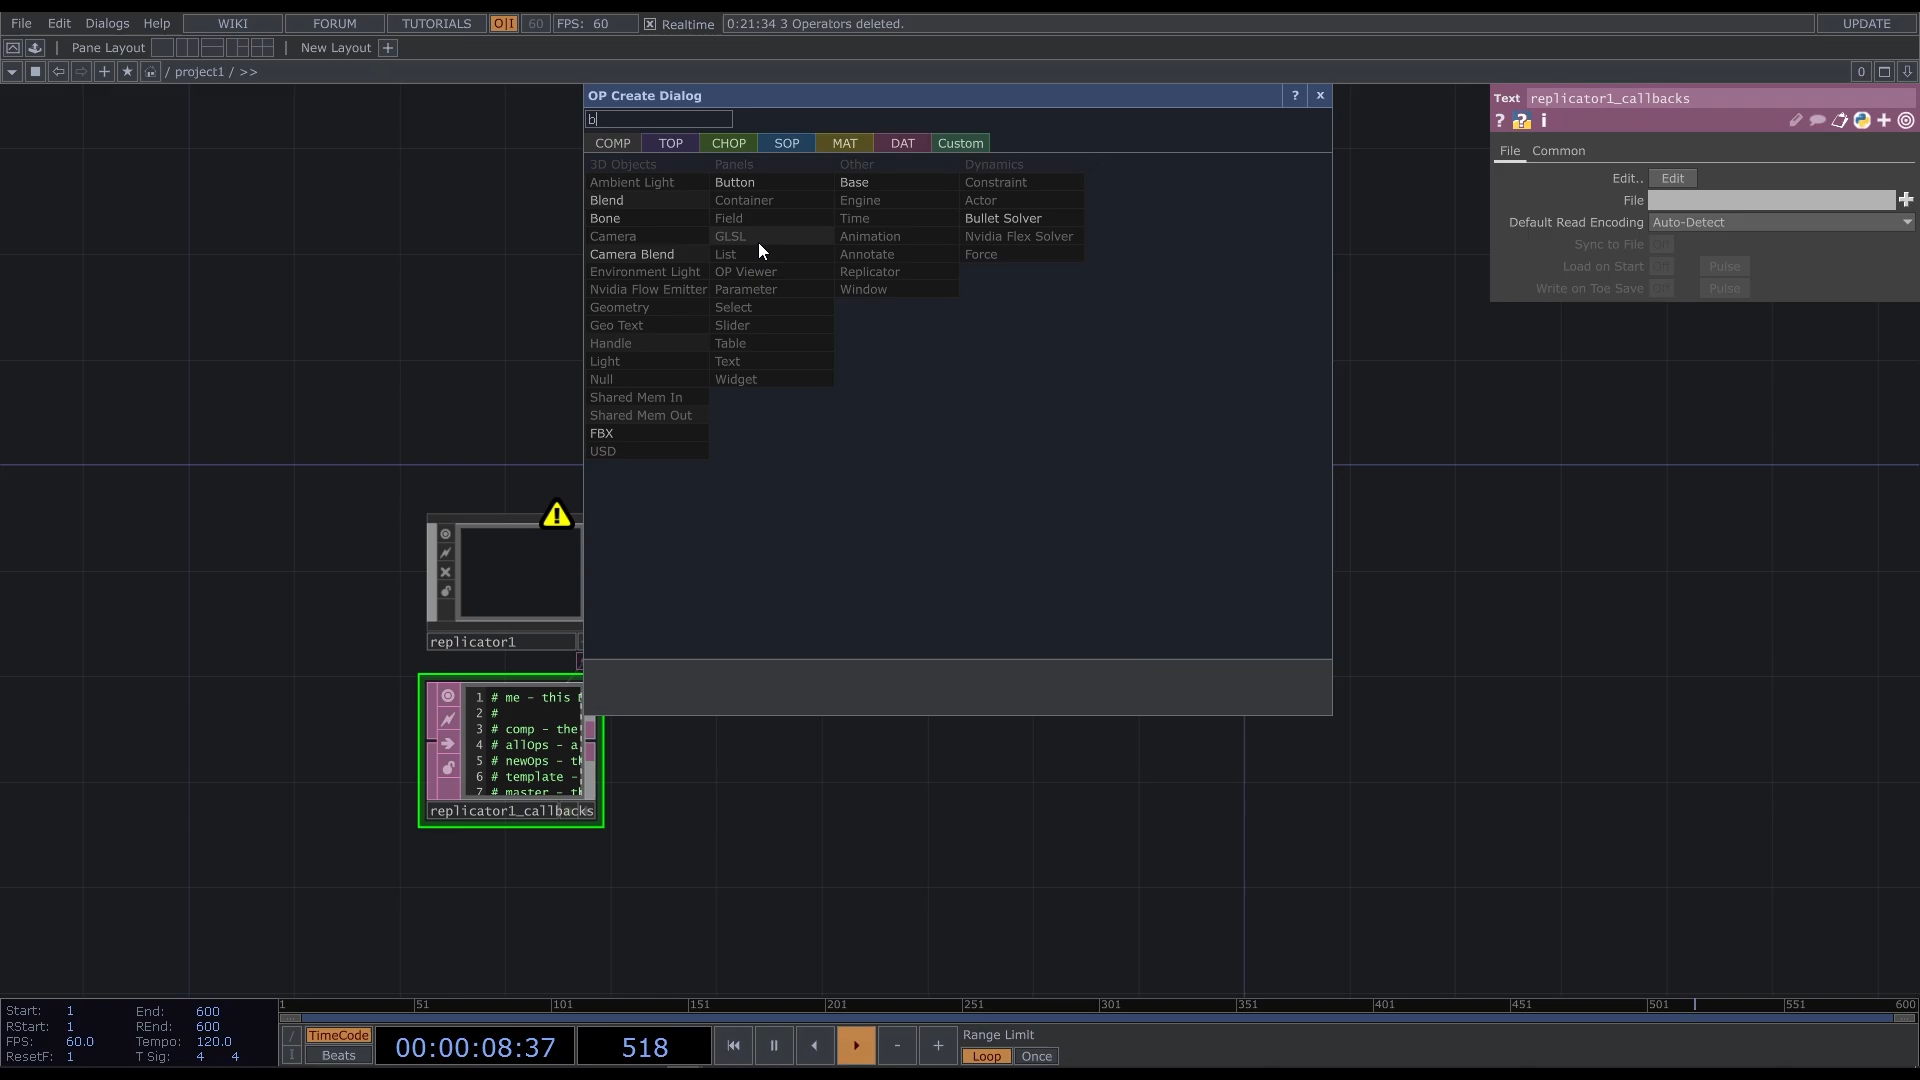 File Edit Dialogs Help WIKI FORUM TUTORIALS O|I 60 FPS: 60 Realtime 0:21:34 3 Operators deleted. UPDATE
Pane Layout New Layout +
/ project1 / >> 0
OP Create Dialog ? x
b
COMP TOP CHOP SOP MAT DAT Custom
3D Objects Panels Other Dynamics
Ambient Light Button Base Constraint
Blend Container Engine Actor
Bone Field Time Bullet Solver
Camera GLSL Animation Nvidia Flex Solver
Camera Blend List Annotate Force
Environment Light OP Viewer Replicator
Nvidia Flow Emitter Parameter Window
Geometry Select
Geo Text Slider
Handle Table
Light Text
Null Widget
Shared Mem In
Shared Mem Out
FBX
USD
Text replicator1_callbacks
? ? i
File Common
Edit.. Edit
File
Default Read Encoding Auto-Detect
Sync to File Off
Load on Start Off Pulse
Write on Toe Save Off Pulse
replicator1
1 # me - this
2 #
3 # comp - the
4 # allOps - a
5 # newOps - t
6 # template -
7 # master - t
replicator1_callbacks
1 51 101 151 201 251 301 351 401 451 501 551 600
Start: 1 End: 600
RStart: 1 REnd: 600
FPS: 60.0 Tempo: 120.0
ResetF: 1 T Sig: 4 4
/ TimeCode
I Beats
00:00:08:37 518
- +
Range Limit
Loop Once